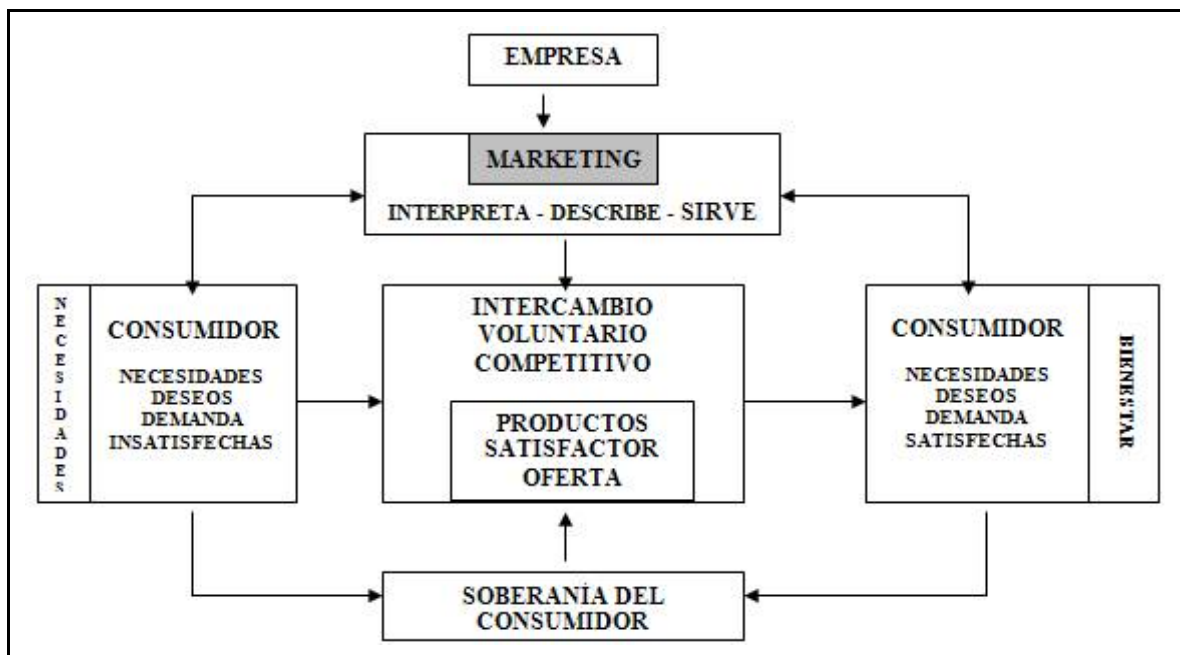 EMPRESA
MARKETING
INTERPRETA - DESCRIBE - SIRVE
NECESIDADES
CONSUMIDOR
NECESIDADES
DESEOS
DEMANDA
INSATISFECHAS
INTERCAMBIO
VOLUNTARIO
COMPETITIVO
PRODUCTOS
SATISFACTOR
OFERTA
CONSUMIDOR
NECESIDADES
DESEOS
DEMANDA
SATISFECHAS
BIENESTAR
SOBERANÍA DEL
CONSUMIDOR